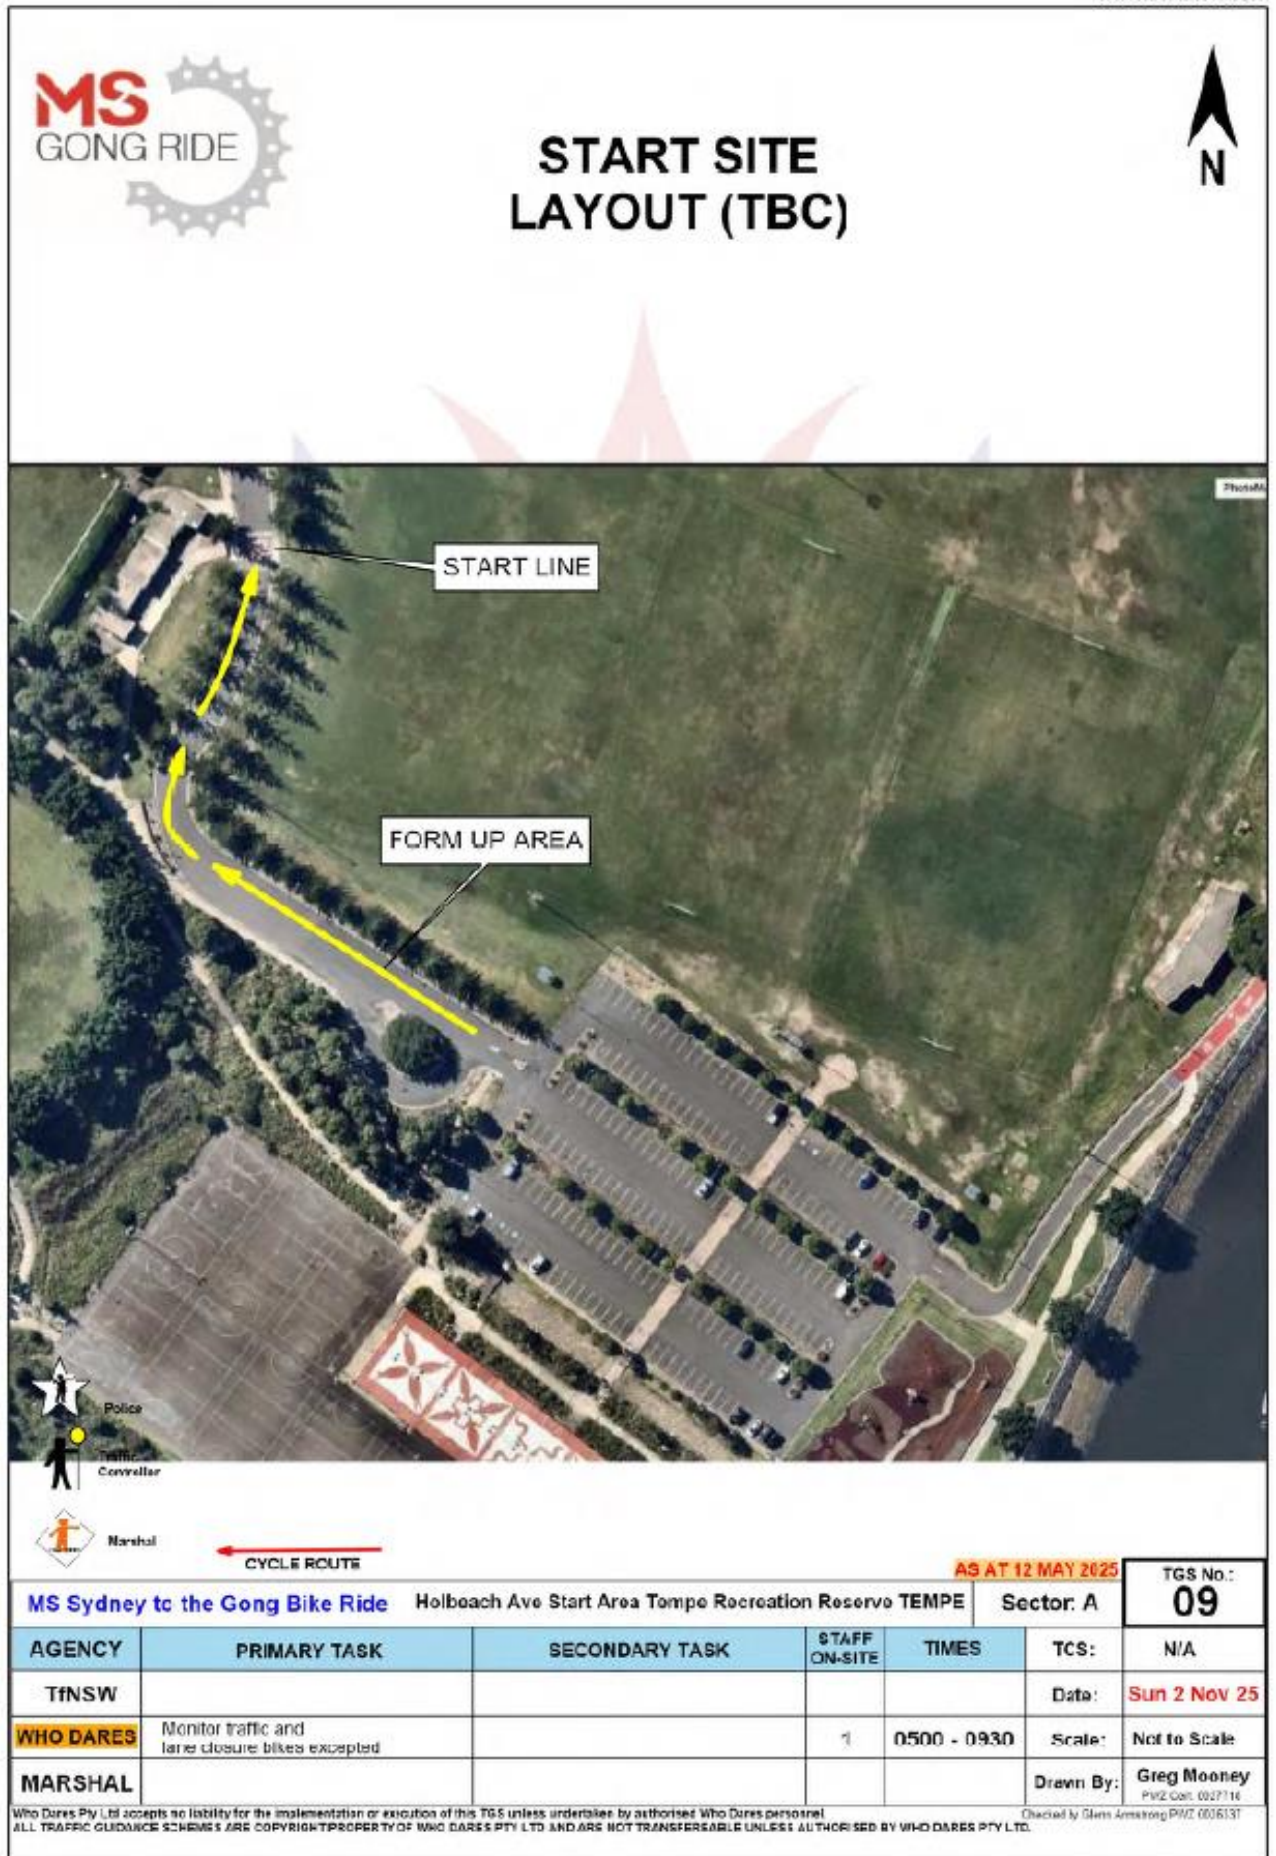 MS
GONG RIDE
START SITE
LAYOUT (TBC)
N
START LINE
FORM UP AREA
Police
Traffic
Controller
Marshal
CYCLE ROUTE
AS AT 12 MAY 2025
TGS No.:
09
MS Sydney to the Gong Bike Ride
Holbeach Ave Start Area Tempe Recreation Reserve TEMPE
Sector: A
AGENCY
PRIMARY TASK
SECONDARY TASK
STAFF
ON-SITE
TIMES
TCS:
N/A
TfNSW
Date:
Sun 2 Nov 25
WHO DARES
Monitor traffic and
lane closure bikes excepted
1
0500 - 0930
Scale:
Not to Scale
MARSHAL
Drawn By:
Greg Mooney
Who Dares Pty Ltd accepts no liability for the implementation or execution of this TGS unless undertaken by authorised Who Dares personnel.
Checked by Glenn Armstrong PWZ
ALL TRAFFIC GUIDANCE SCHEMES ARE COPYRIGHT PROPERTY OF WHO DARES PTY LTD AND ARE NOT TRANSFEREABLE UNLESS AUTHORISED BY WHO DARES PTY LTD.